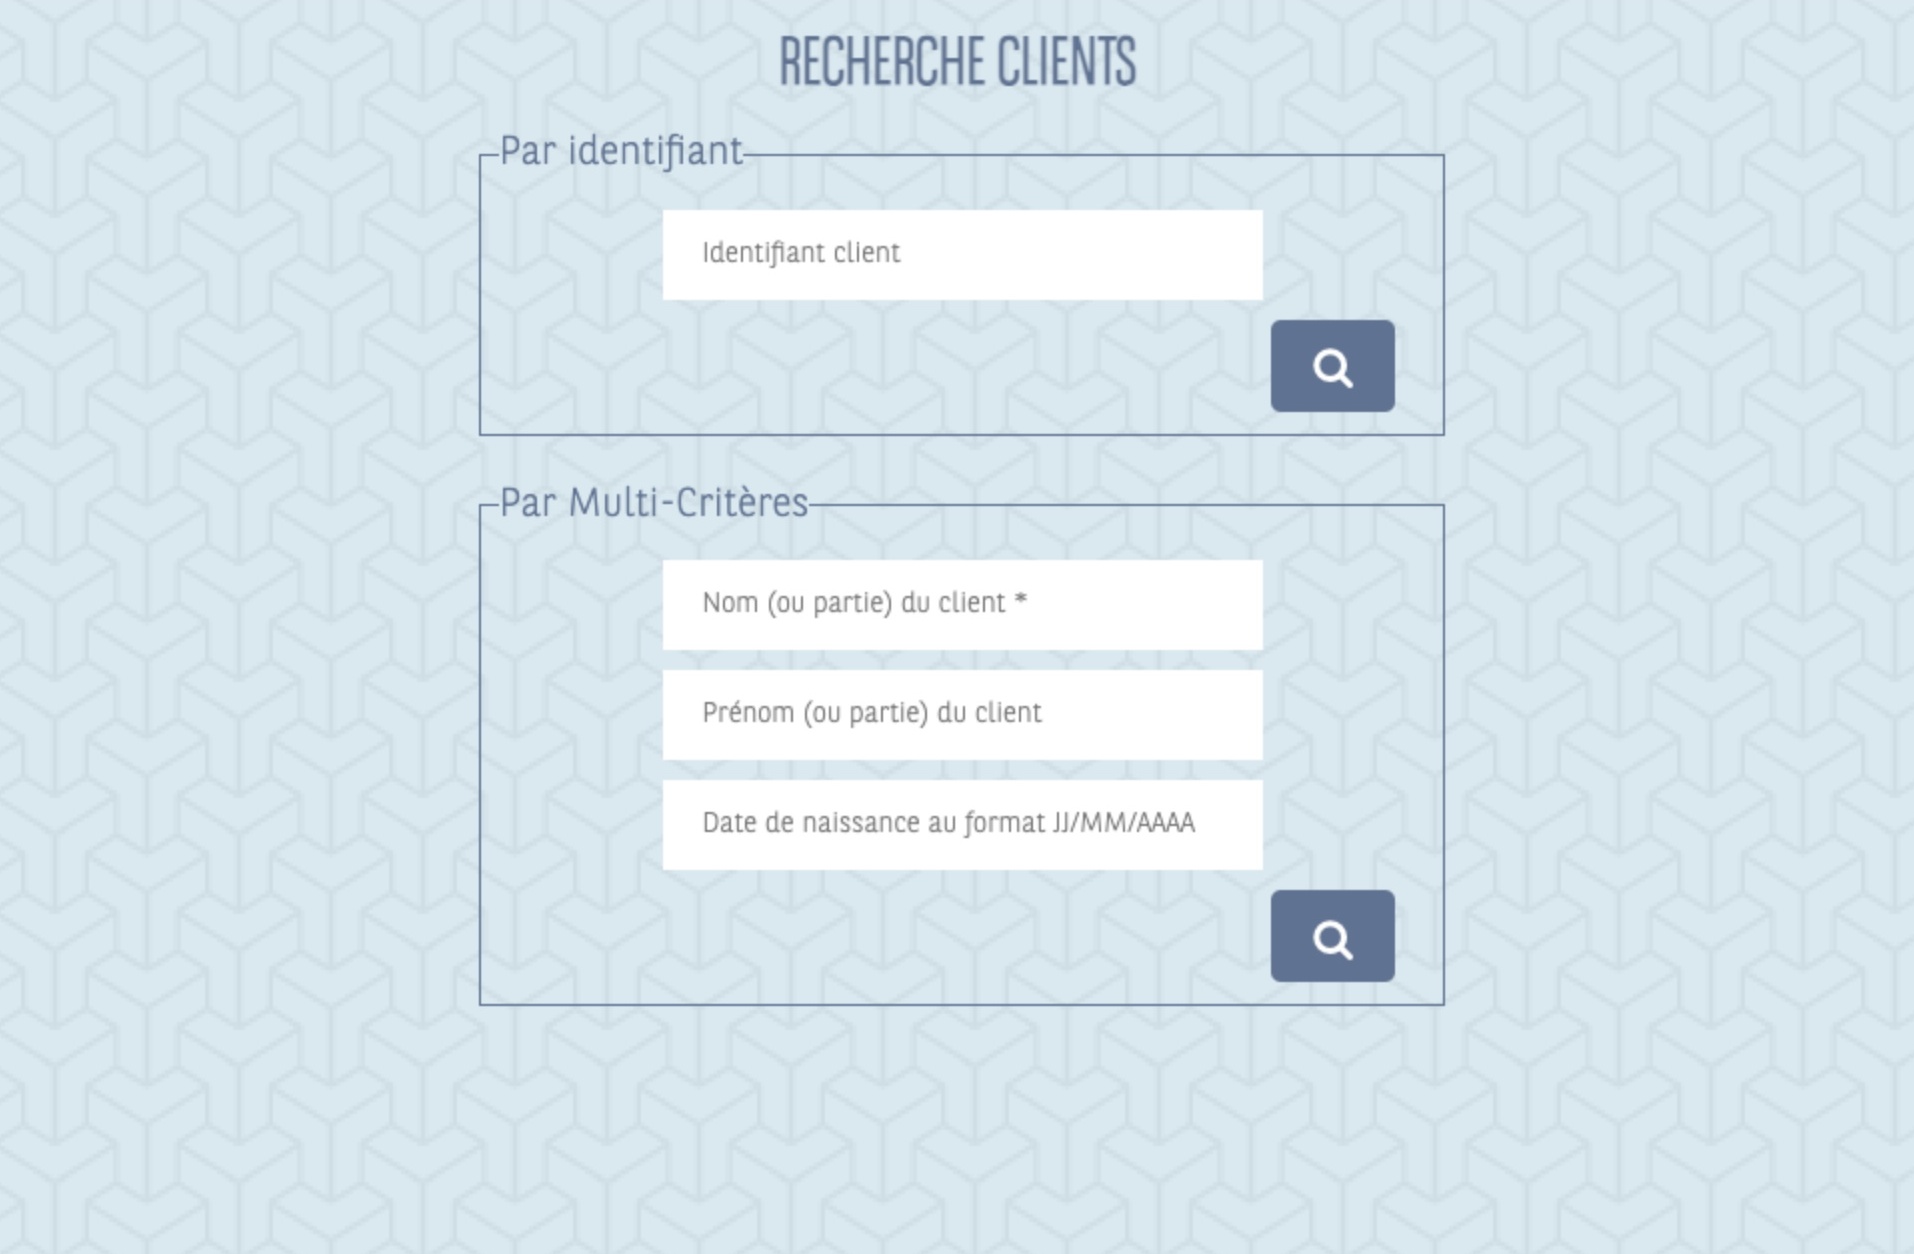 RECHERCHE CLIENTS
Par identifiant
Identifiant client
Par Multi-Critères
Nom (ou partie) du client *
Prénom (ou partie) du client
Date de naissance au format JJ/MM/AAAA